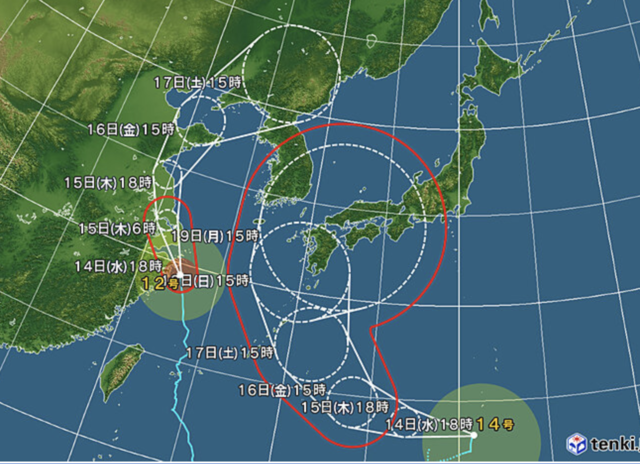 17日(土)15時
16日(金)15時
15日(木)18時
15日(木)6時
19日(月)15時
14日(水)18時
12号
日(日)15時
17日(土)15時
16日(金)15時
15日(木)18時
14日(水)18時
14号
tenki.